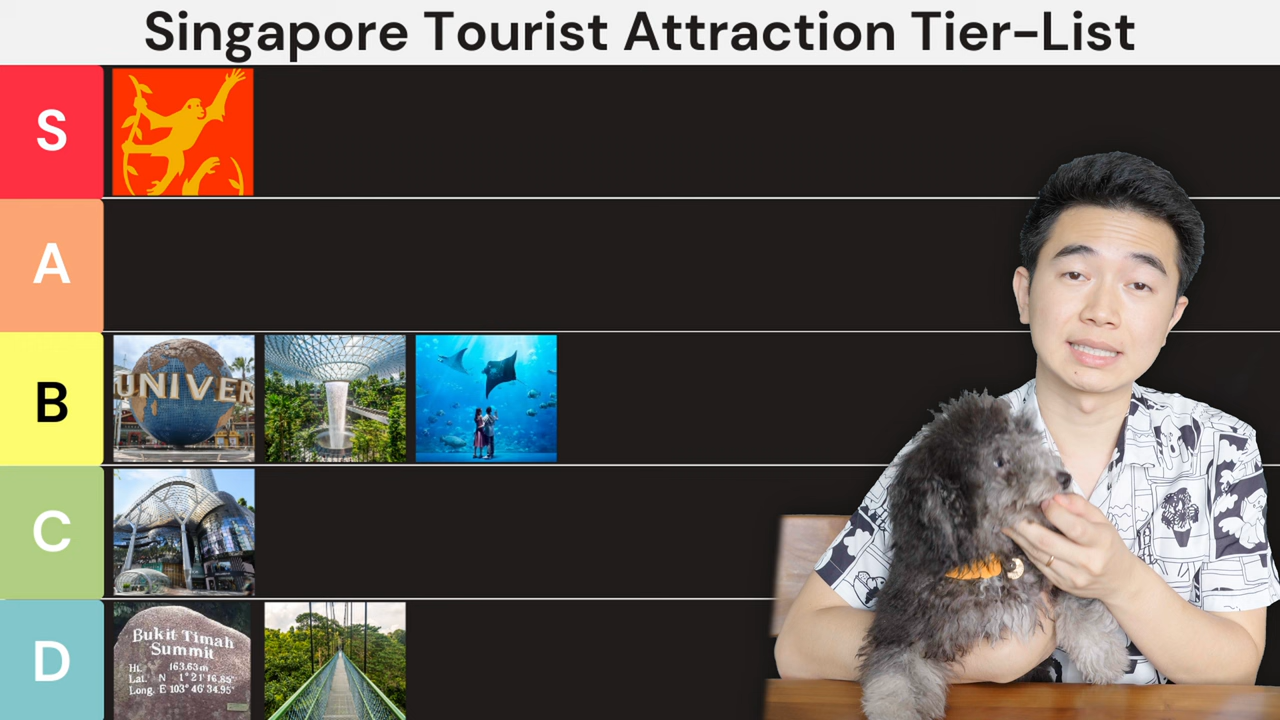 Singapore Tourist Attraction Tier-List
S
A
B
UNIVER
C
D
Bukit Timah
Summit
Ht. 163.63m
Lat. N 1°21'16.85"
Long. E 103°46'34.95"